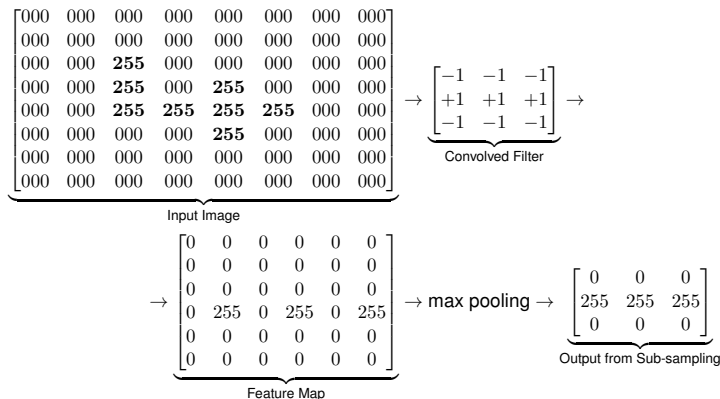 000 000 000 000 000 000 000 000
000 000 000 000 000 000 000 000
000 000 255 000 000 000 000 000
000 000 255 000 255 000 000 000
000 000 255 255 255 255 000 000
000 000 000 000 255 000 000 000
000 000 000 000 000 000 000 000
000 000 000 000 000 000 000 000
Input Image
→
−1 −1 −1
+1 +1 +1
−1 −1 −1
Convolved Filter
→
→
0 0 0 0 0 0
0 0 0 0 0 0
0 0 0 0 0 0
0 255 0 255 0 255
0 0 0 0 0 0
0 0 0 0 0 0
Feature Map
→ max pooling →
0 0 0
255 255 255
0 0 0
Output from Sub-sampling